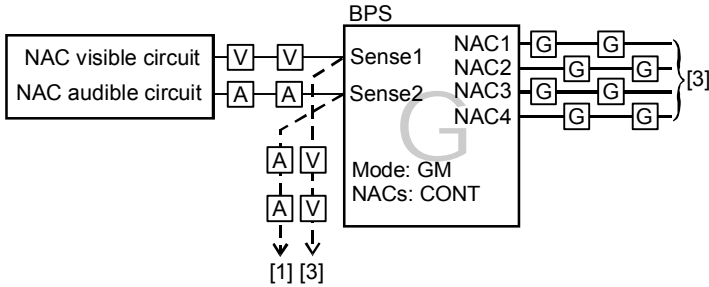 BPS
NAC visible circuit V V Sense1 NAC1 G G
NAC2 G G
NAC audible circuit A A Sense2 NAC3 G G
NAC4 G G
[3]
G
A V
Mode: GM
A V
NACs: CONT
[1] [3]